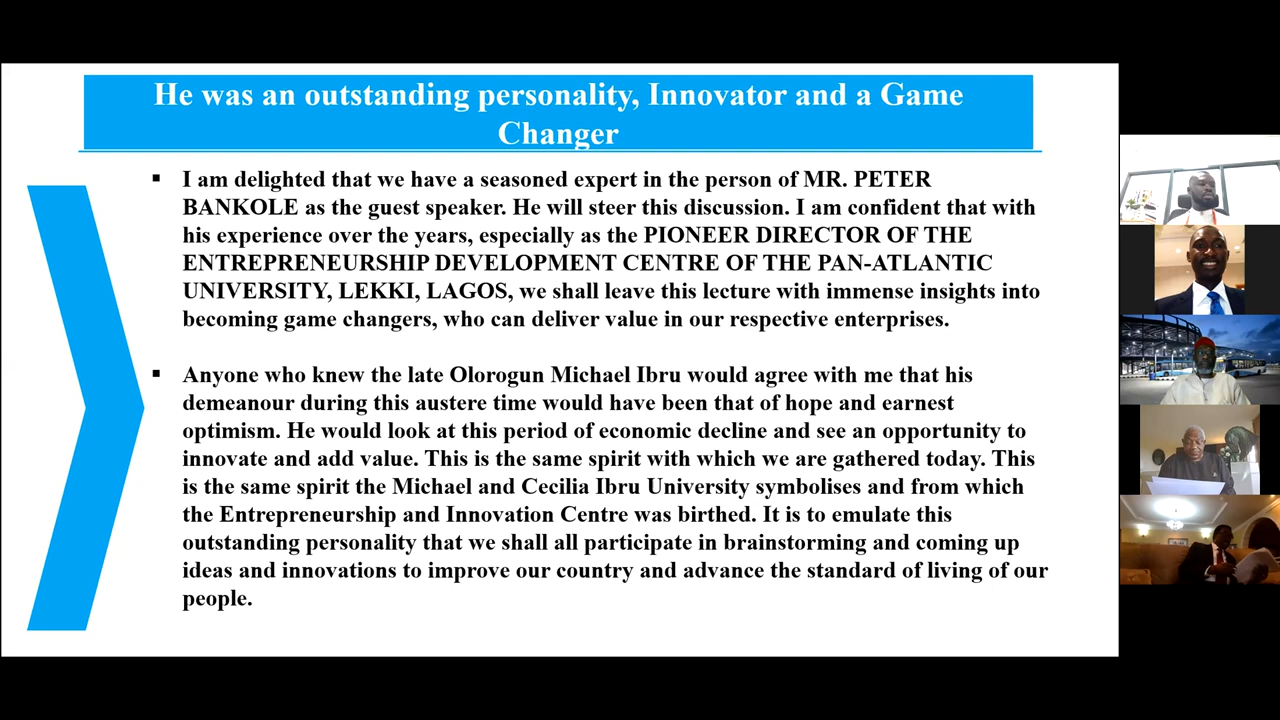 He was an outstanding personality, Innovator and a Game
Changer
▪ I am delighted that we have a seasoned expert in the person of MR. PETER
BANKOLE as the guest speaker. He will steer this discussion. I am confident that with
his experience over the years, especially as the PIONEER DIRECTOR OF THE
ENTREPRENEURSHIP DEVELOPMENT CENTRE OF THE PAN-ATLANTIC
UNIVERSITY, LEKKI, LAGOS, we shall leave this lecture with immense insights into
becoming game changers, who can deliver value in our respective enterprises.
▪ Anyone who knew the late Olorogun Michael Ibru would agree with me that his
demeanour during this austere time would have been that of hope and earnest
optimism. He would look at this period of economic decline and see an opportunity to
innovate and add value. This is the same spirit with which we are gathered today. This
is the same spirit the Michael and Cecilia Ibru University symbolises and from which
the Entrepreneurship and Innovation Centre was birthed. It is to emulate this
outstanding personality that we shall all participate in brainstorming and coming up
ideas and innovations to improve our country and advance the standard of living of our
people.